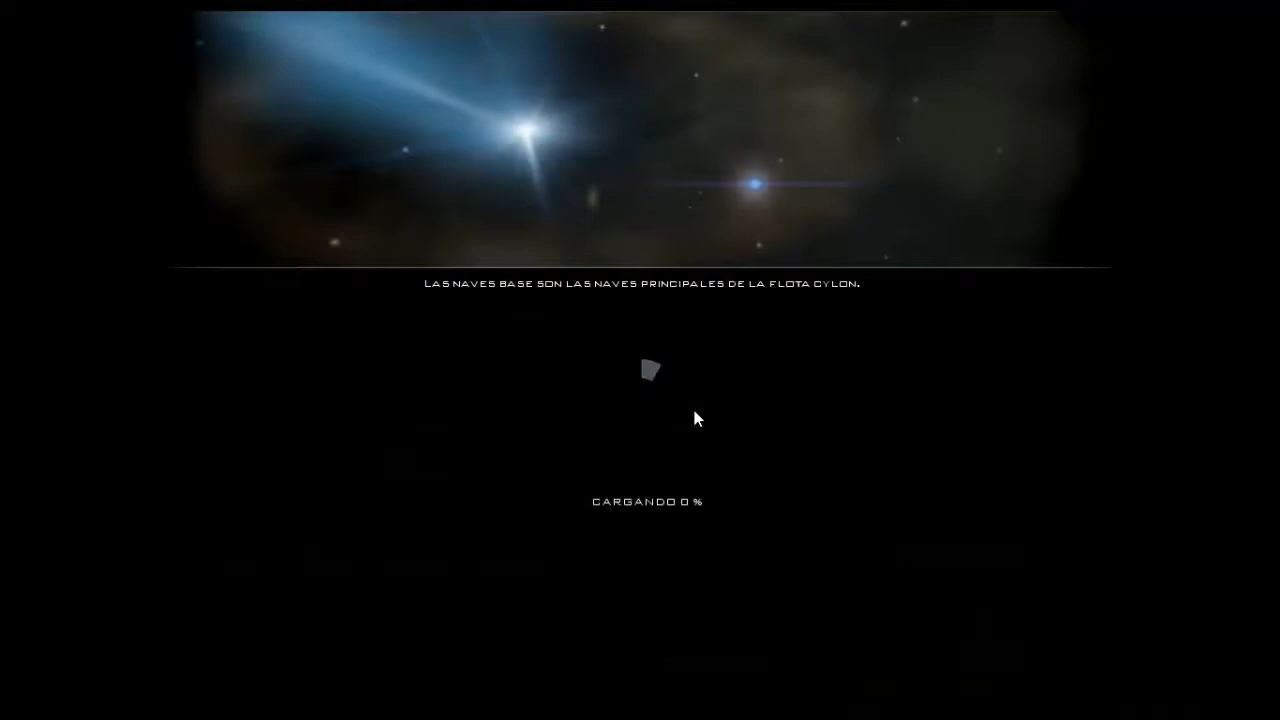 Las naves base son las naves principales de la flota cylon.
Cargando 0 %